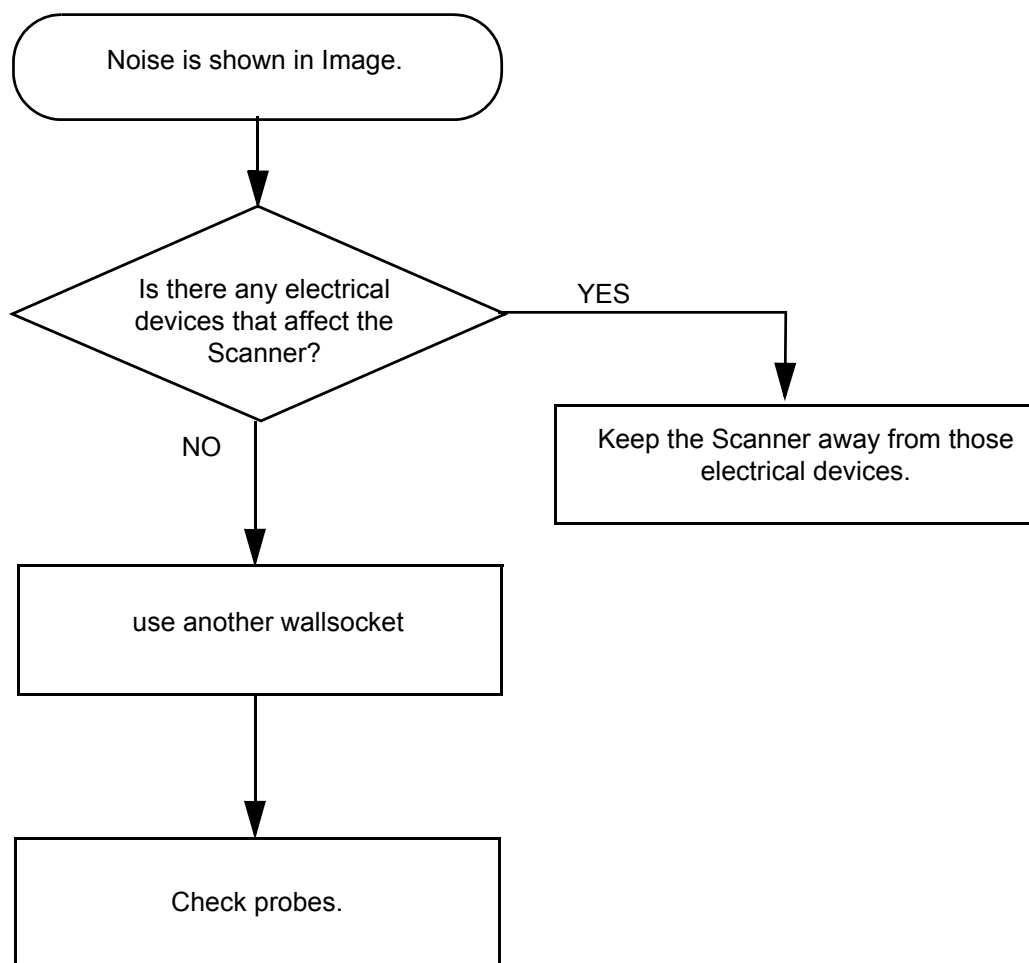 Noise is shown in Image.
Is there any electrical
devices that affect the
Scanner?
YES
Keep the Scanner away from those
electrical devices.
NO
use another wallsocket
Check probes.